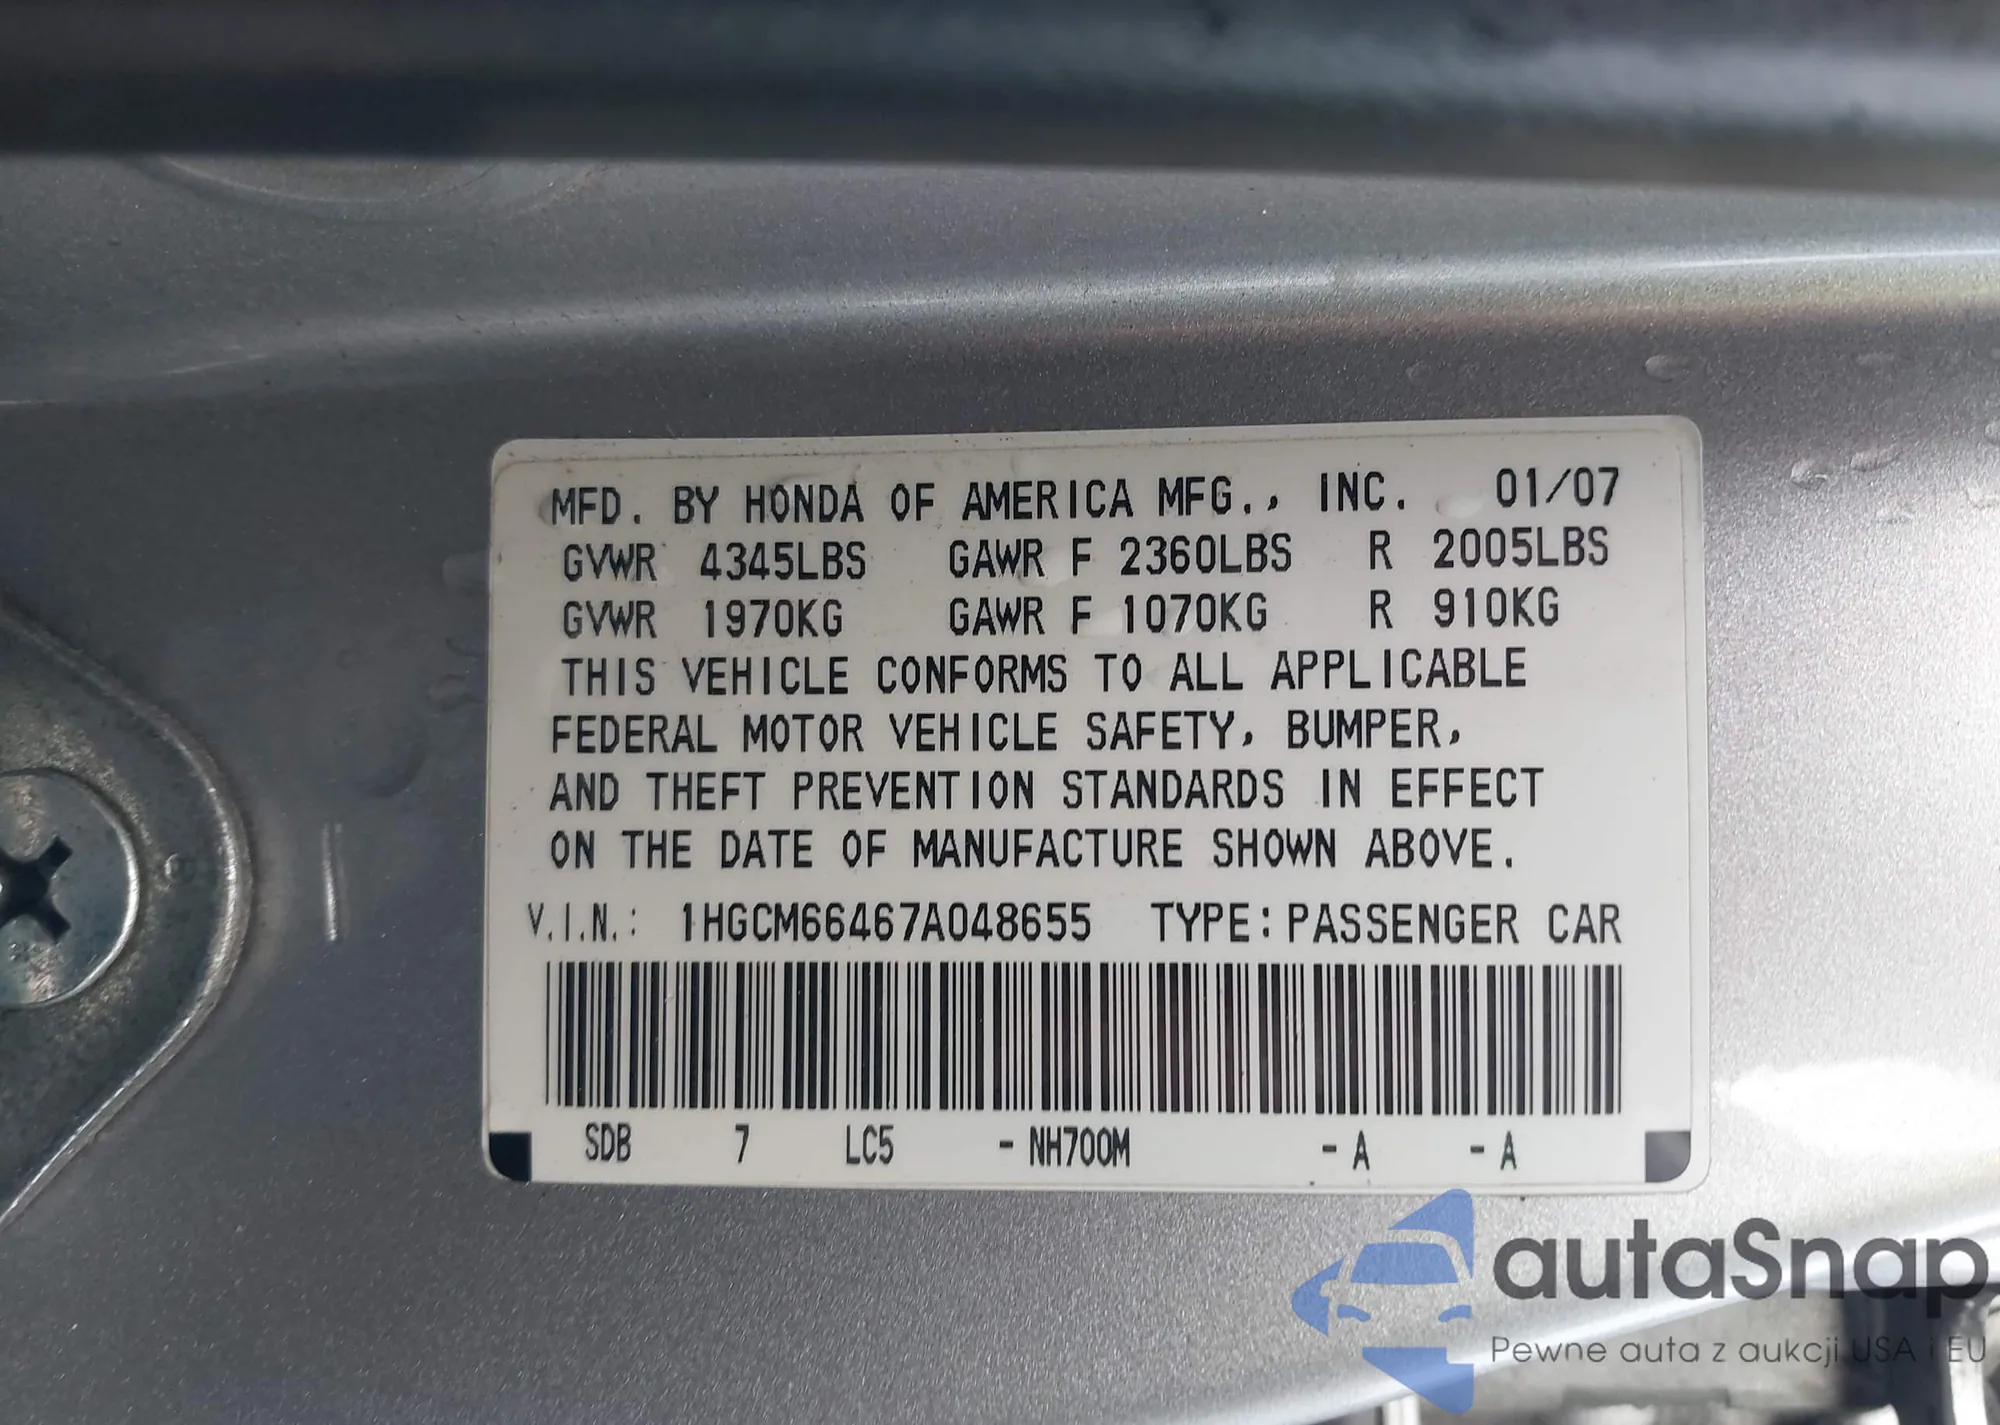 MFD. BY HONDA OF AMERICA MFG., INC. 01/07
GVWR 4345LBS GAWR F 2360LBS R 2005LBS
GVWR 1970KG GAWR F 1070KG R 910KG
THIS VEHICLE CONFORMS TO ALL APPLICABLE
FEDERAL MOTOR VEHICLE SAFETY, BUMPER,
AND THEFT PREVENTION STANDARDS IN EFFECT
ON THE DATE OF MANUFACTURE SHOWN ABOVE.
V.I.N.: 1HGCM66467A048655 TYPE: PASSENGER CAR
SDB 7 LC5 - NH700M - A - A
autaSnap
Pewne auta z aukcji USA i EU